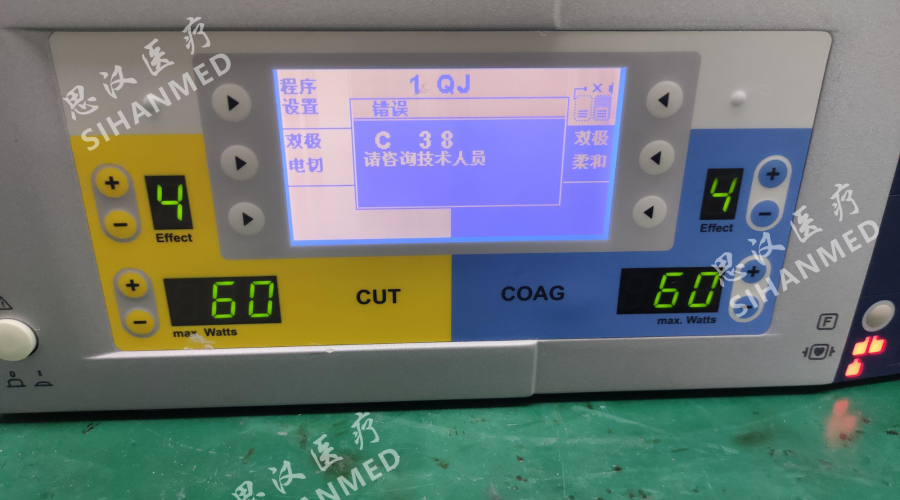 思汉医疗
SIHANMED
程序
设置
1 QJ
错误
双极
电切
C 38
请咨询技术人员
双极
柔和
+
-
4
Effect
+
-
4
Effect
+
-
60
max. Watts
CUT
COAG
60
max. Watts
+
-
F
思汉医疗
SIHANMED
思汉医疗
SIHANMED